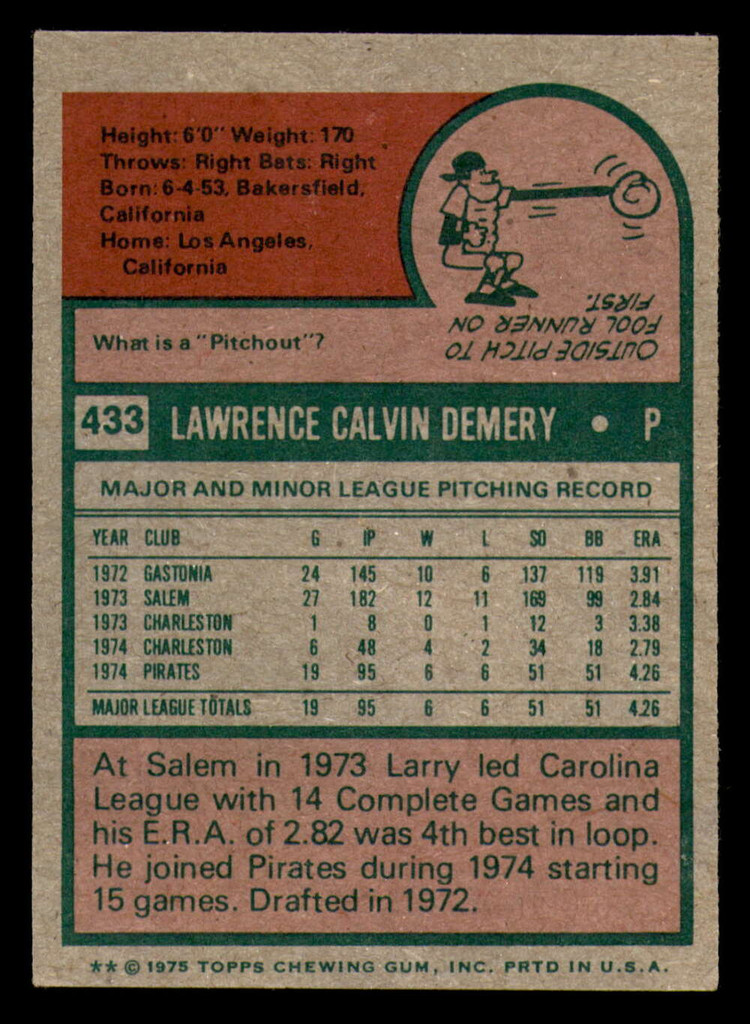 Height: 6'0" Weight: 170
Throws: Right Bats: Right
Born: 6-4-53, Bakersfield,
California
Home: Los Angeles,
California
What is a "Pitchout"?
OUTSIDE PITCH TO
FOOL RUNNER ON
FIRST.
433 LAWRENCE CALVIN DEMERY • P
MAJOR AND MINOR LEAGUE PITCHING RECORD
YEAR CLUB G IP W L SO BB ERA
1972 GASTONIA 24 145 10 6 137 119 3.91
1973 SALEM 27 182 12 11 169 99 2.84
1973 CHARLESTON 1 8 0 1 12 3 3.38
1974 CHARLESTON 6 48 4 2 34 18 2.79
1974 PIRATES 19 95 6 6 51 51 4.26
MAJOR LEAGUE TOTALS 19 95 6 6 51 51 4.26
At Salem in 1973 Larry led Carolina
League with 14 Complete Games and
his E.R.A. of 2.82 was 4th best in loop.
He joined Pirates during 1974 starting
15 games. Drafted in 1972.
** © 1975 TOPPS CHEWING GUM, INC. PRTD IN U.S.A.